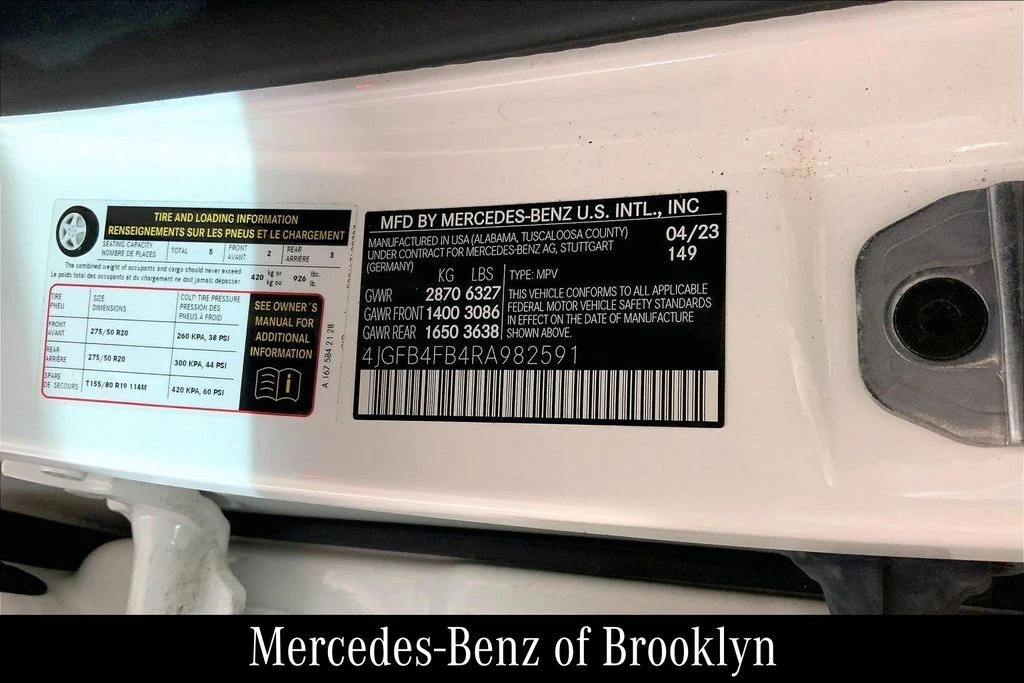 TIRE AND LOADING INFORMATION
RENSEIGNEMENTS SUR LES PNEUS ET LE CHARGEMENT
SEATING CAPACITY
NOMBRE DE PLACES
TOTAL 5
FRONT
AVANT
2
REAR
ARRIÈRE
3
The combined weight of occupants and cargo should never exceed
Le poids total des occupants et du chargement ne doit jamais dépasser
420 kg or
kg ou
926 lbs.
lb.
TIRE
PNEU
SIZE
DIMENSIONS
COLD TIRE PRESSURE
PRESSION DES
PNEUS À FROID
FRONT
AVANT
275/50 R20
260 KPA, 38 PSI
REAR
ARRIÈRE
275/50 R20
300 KPA, 44 PSI
SPARE
DE SECOURS
T155/80 R19 114M
420 KPA, 60 PSI
SEE OWNER'S
MANUAL FOR
ADDITIONAL
INFORMATION
A 167 584 21 28
MFD BY MERCEDES-BENZ U.S. INTL., INC
MANUFACTURED IN USA (ALABAMA, TUSCALOOSA COUNTY)
UNDER CONTRACT FOR MERCEDES-BENZ AG, STUTTGART
(GERMANY)
04/23
149
KG LBS
GVWR 2870 6327
GAWR FRONT 1400 3086
GAWR REAR 1650 3638
TYPE: MPV
THIS VEHICLE CONFORMS TO ALL APPLICABLE
FEDERAL MOTOR VEHICLE SAFETY STANDARDS
IN EFFECT ON THE DATE OF MANUFACTURE
SHOWN ABOVE.
4JGFB4FB4RA982591
Mercedes-Benz of Brooklyn